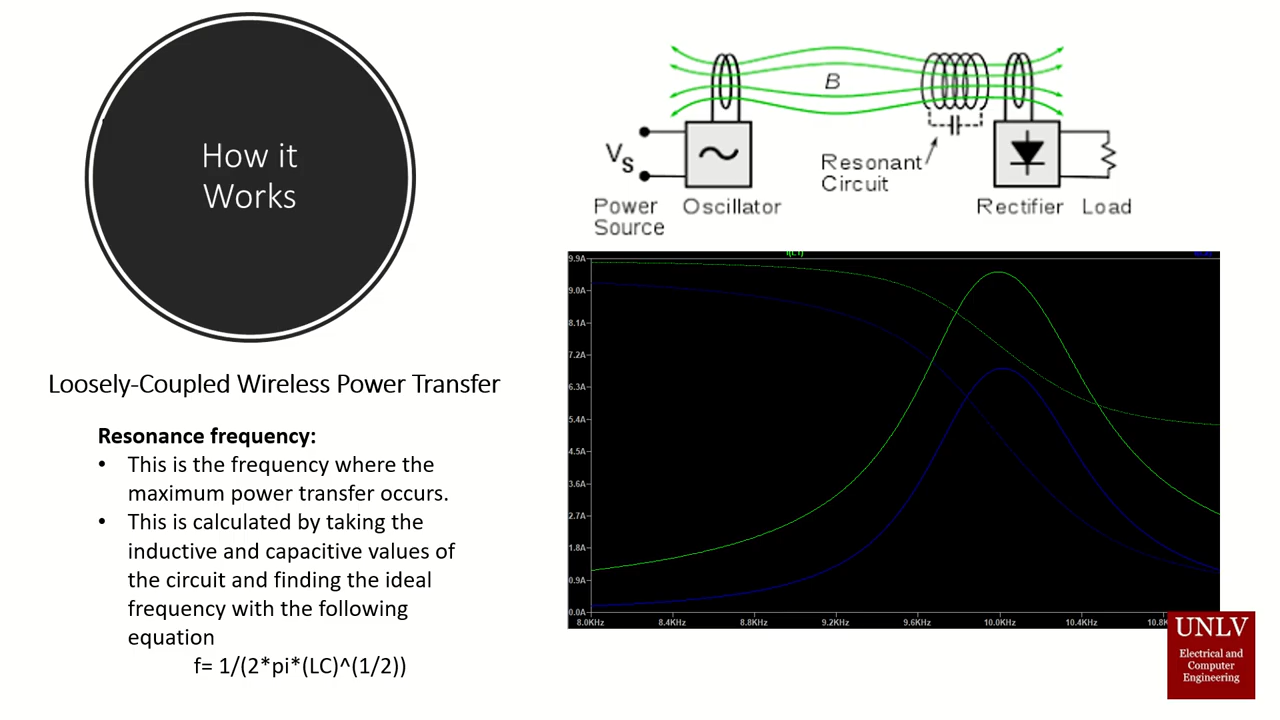 How it
Works
B
Vs
Resonant
Circuit
Power
Source
Oscillator
Rectifier
Load
Loosely-Coupled Wireless Power Transfer
Resonance frequency:
• This is the frequency where the
maximum power transfer occurs.
• This is calculated by taking the
inductive and capacitive values of
the circuit and finding the ideal
frequency with the following
equation
f= 1/(2*pi*(LC)^(1/2))
9.9A
9.0A
8.1A
7.2A
6.3A
5.4A
4.5A
3.6A
2.7A
1.8A
0.9A
0.0A
8.0KHz 8.4KHz 8.8KHz 9.2KHz 9.6KHz 10.0KHz 10.4KHz
UNLV
Electrical and
Computer
Engineering